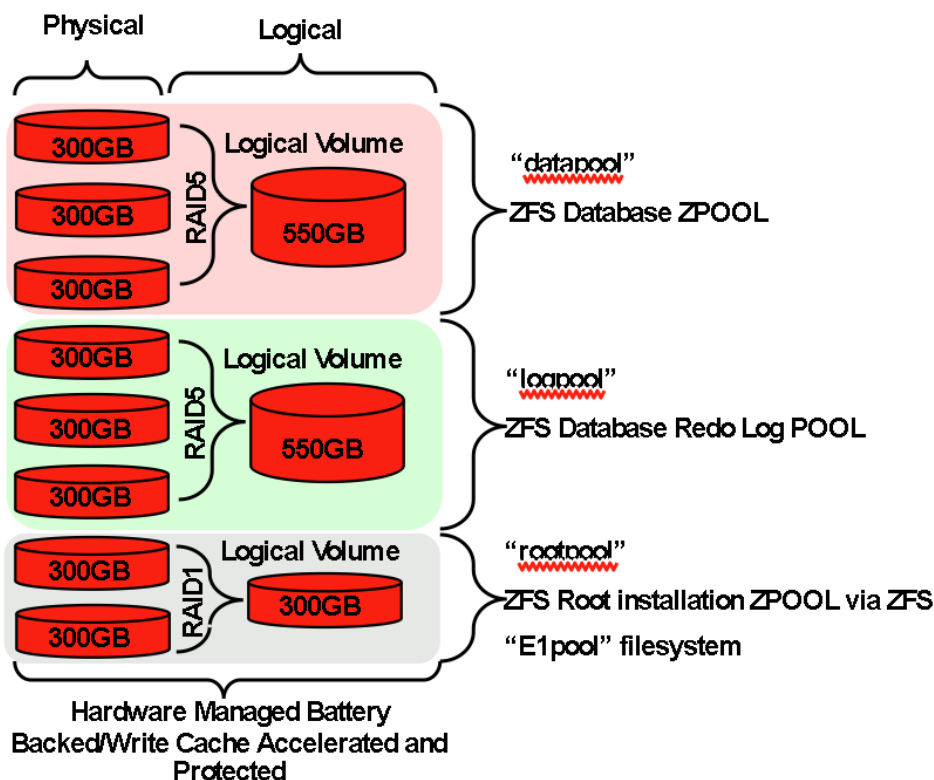 Physical
Logical
300GB
300GB
300GB
RAID5
Logical Volume
550GB
“datapool”
ZFS Database ZPOOL
300GB
300GB
300GB
RAID5
Logical Volume
550GB
“logpool”
ZFS Database Redo Log POOL
300GB
300GB
RAID1
Logical Volume
300GB
“rootpool”
ZFS Root installation ZPOOL via ZFS
“E1pool” filesystem
Hardware Managed Battery
Backed/Write Cache Accelerated and
Protected